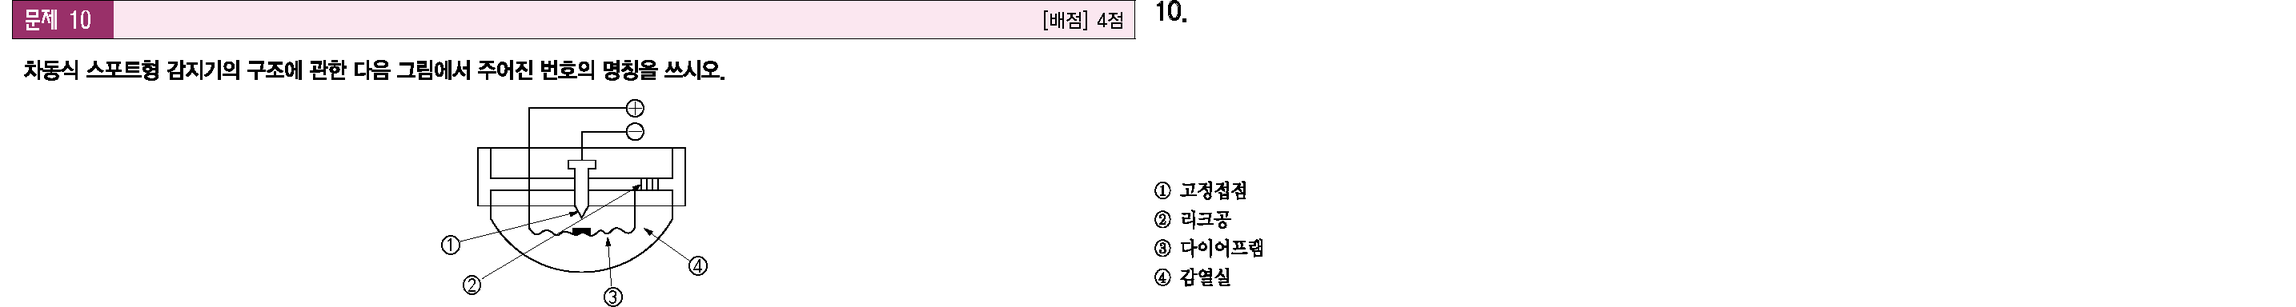 문제 10
[배점] 4점
차동식 스포트형 감지기의 구조에 관한 다음 그림에서 주어진 번호의 명칭을 쓰시오.
⊕
⊖
①
②
③
④
10.
① 고정접점
② 리크공
③ 다이어프램
④ 감열실